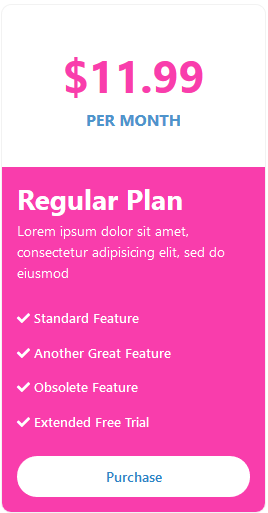 $11.99
PER MONTH
Regular Plan
Lorem ipsum dolor sit amet,
consectetur adipisicing elit, sed do
eiusmod
Standard Feature
Another Great Feature
Obsolete Feature
Extended Free Trial
Purchase